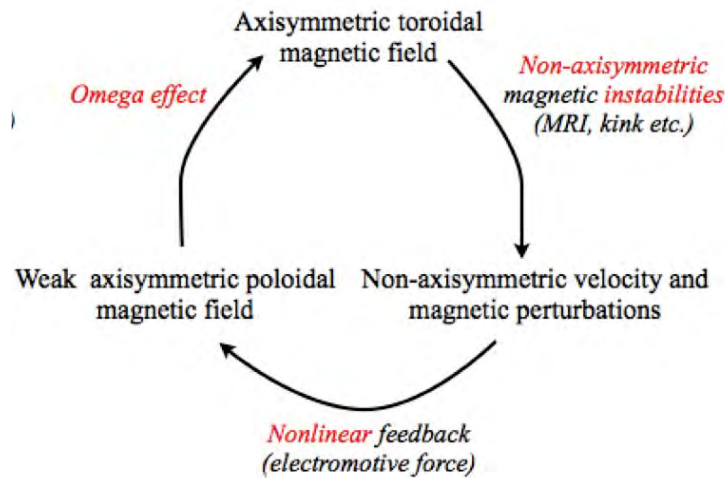 Axisymmetric toroidal
magnetic field
Omega effect
Non-axisymmetric
magnetic instabilities
(MRI, kink etc.)
)
Weak axisymmetric poloidal
magnetic field
Non-axisymmetric velocity and
magnetic perturbations
Nonlinear feedback
(electromotive force)